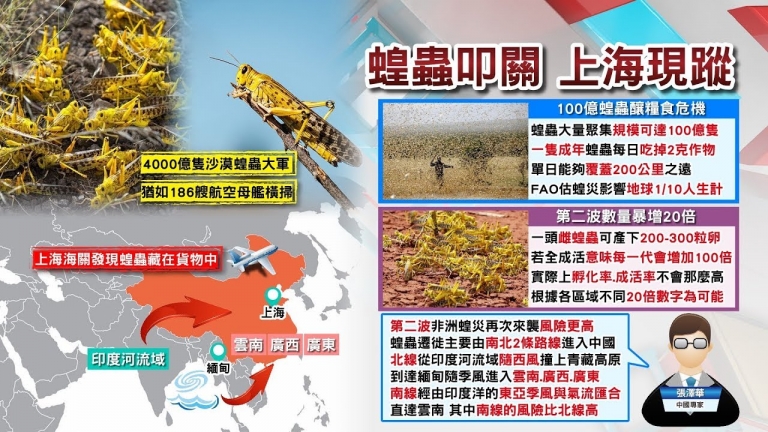 蝗蟲叩關 上海現蹤
4000億隻沙漠蝗蟲大軍
猶如186艘航空母艦橫掃
100億蝗蟲釀糧食危機
蝗蟲大量聚集規模可達100億隻
一隻成年蝗蟲每日吃掉2克作物
單日能夠覆蓋200公里之遠
FAO估蝗災影響地球1/10人生計
上海海關發現蝗蟲藏在貨物中
上海
雲南 廣西 廣東
印度河流域
緬甸
第二波數量暴增20倍
一頭雌蝗蟲可產下200-300粒卵
若全成活意味每一代會增加100倍
實際上孵化率.成活率不會那麼高
根據各區域不同20倍數字為可能
第二波非洲蝗災再次來襲風險更高
蝗蟲遷徙主要由南北2條路線進入中國
北線從印度河流域隨西風撞上青藏高原
到達緬甸隨季風進入雲南.廣西.廣東
南線經由印度洋的東亞季風與氣流匯合
直達雲南 其中南線的風險比北線高
張澤華
中國專家